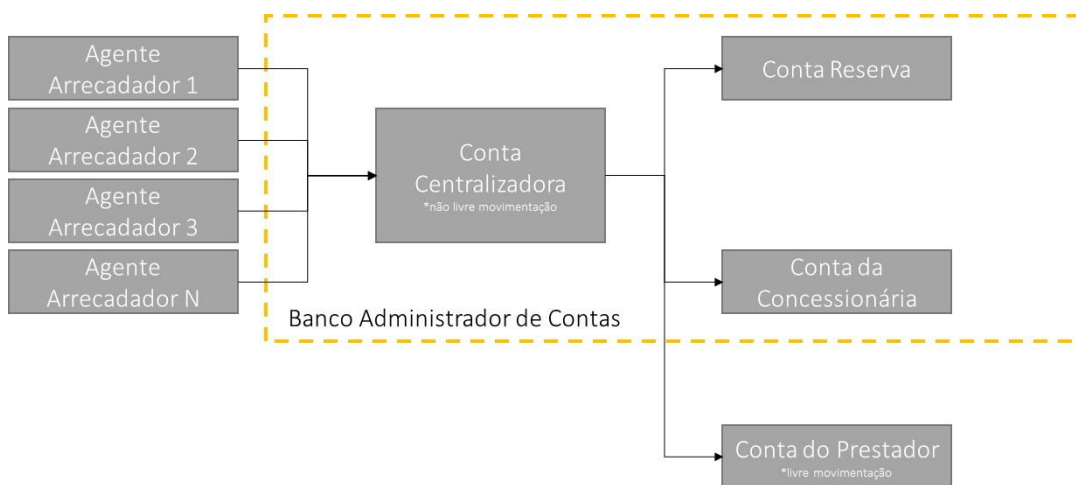 Agente
Arrecadador 1
Agente
Arrecadador 2
Agente
Arrecadador 3
Agente
Arrecadador N
Conta
Centralizadora
*não livre movimentação
Banco Administrador de Contas
Conta Reserva
Conta da
Concessionária
Conta do Prestador
*livre movimentação